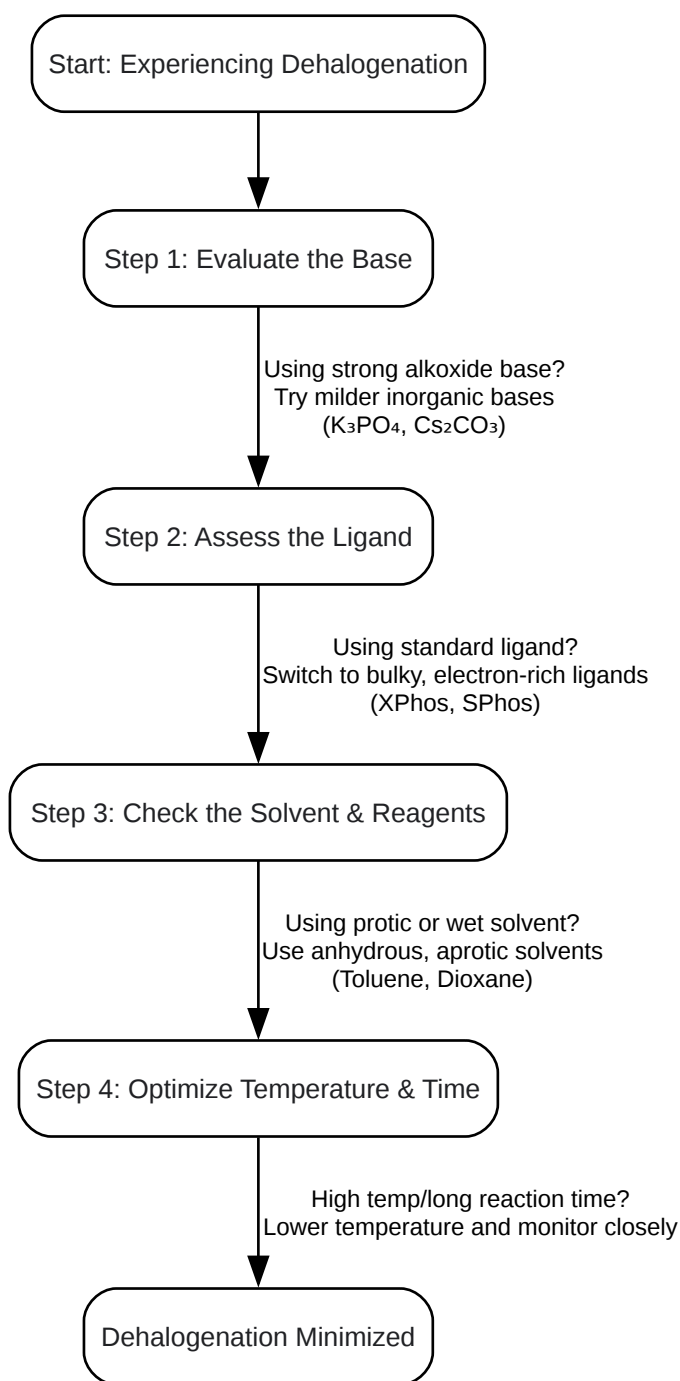 Start: Experiencing Dehalogenation
Step 1: Evaluate the Base
Using strong alkoxide base?
Try milder inorganic bases
(K₃PO₄, Cs₂CO₃)
Step 2: Assess the Ligand
Using standard ligand?
Switch to bulky, electron-rich ligands
(XPhos, SPhos)
Step 3: Check the Solvent & Reagents
Using protic or wet solvent?
Use anhydrous, aprotic solvents
(Toluene, Dioxane)
Step 4: Optimize Temperature & Time
High temp/long reaction time?
Lower temperature and monitor closely
Dehalogenation Minimized